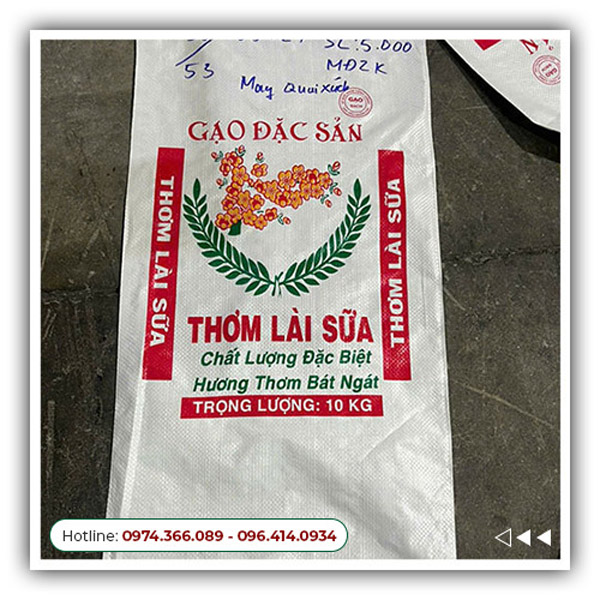 SL:5.000
53
MĐ2K
May Quai xách
GẠO
SẠCH
GẠO ĐẶC SẢN
THƠM LÀI SỮA
THƠM LÀI SỮA
THƠM LÀI SỮA
Chất Lượng Đặc Biệt
Hương Thơm Bát Ngát
TRỌNG LƯỢNG: 10 KG
Hotline: 0974.366.089 - 096.414.0934